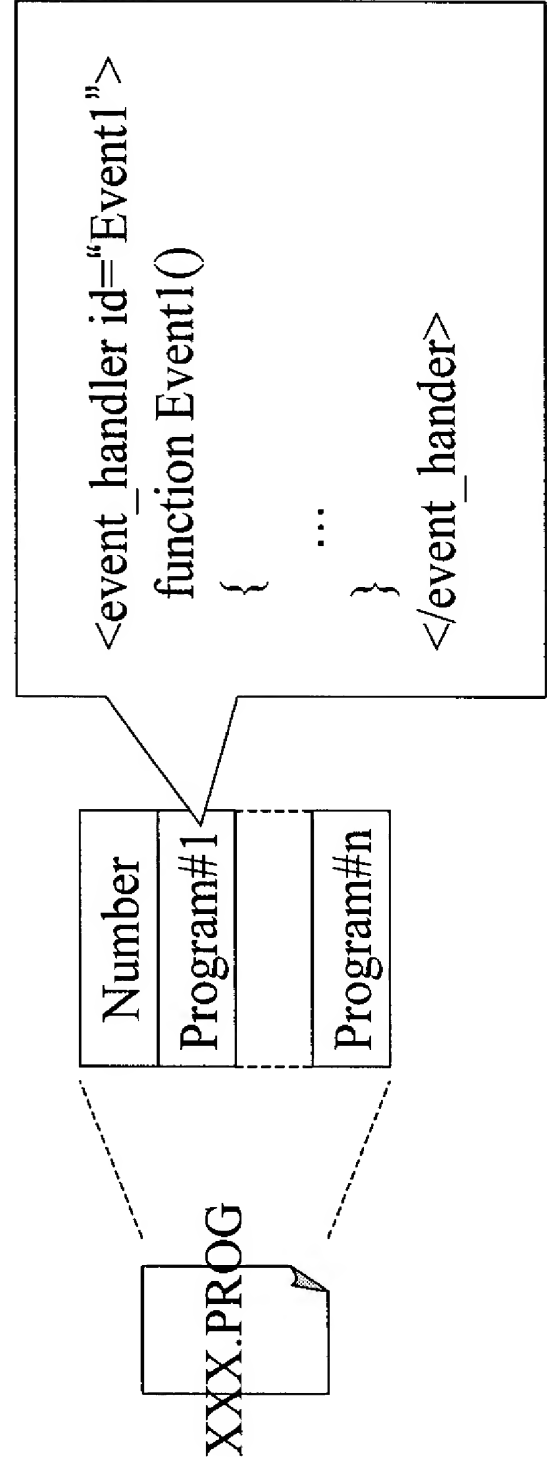 XXX.PROG
Number
Program#1
Program#n
<event_handler id=“Event1”>
function Event1()
{
...
}
</event_hander>